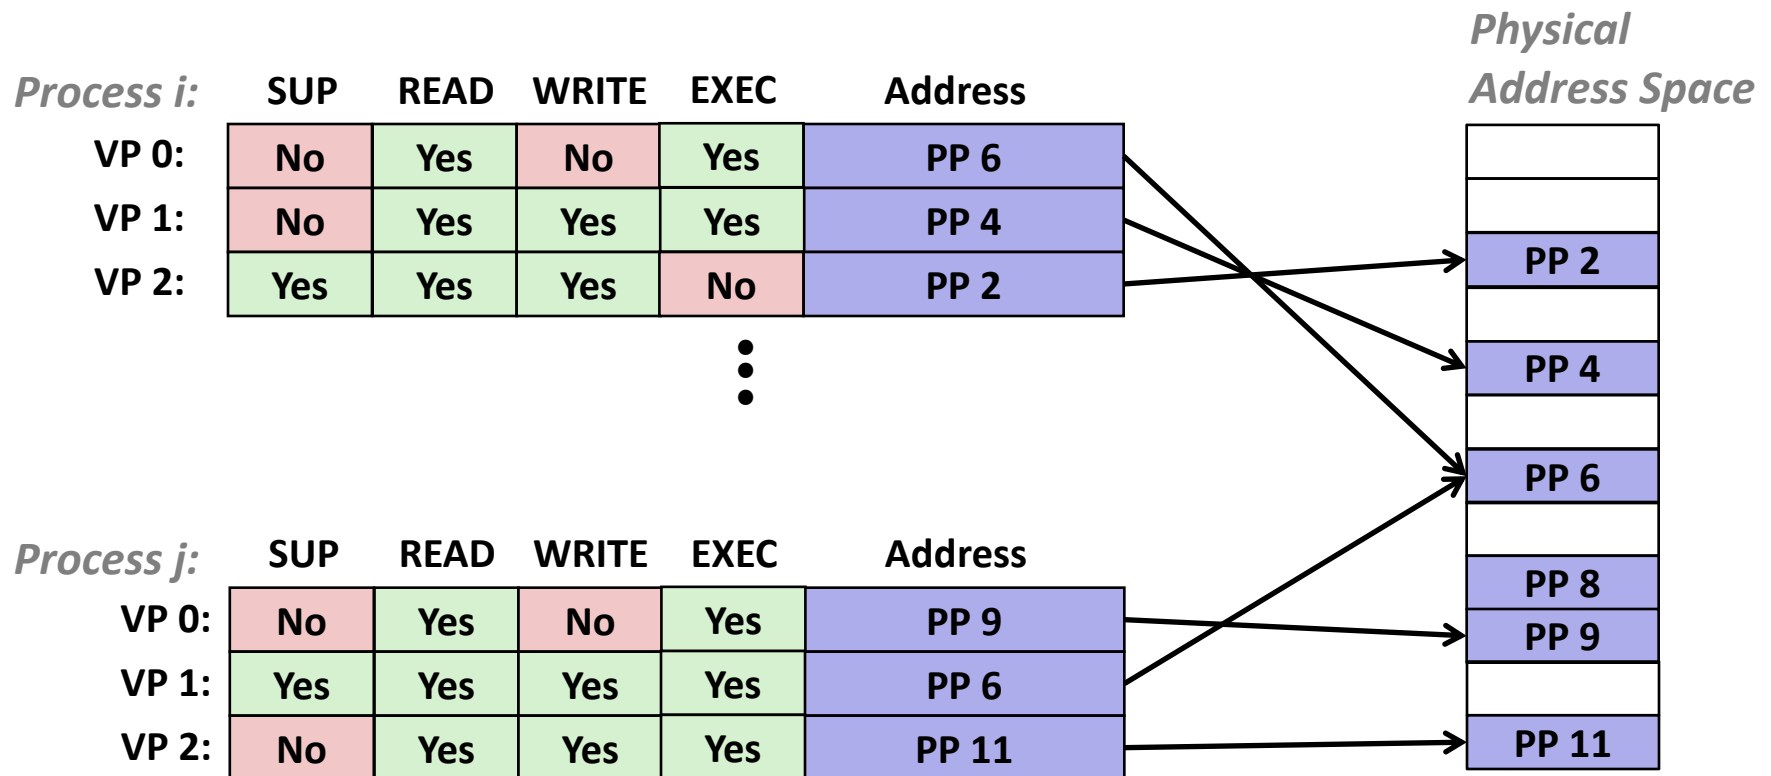 Physical
Address Space
Process i: SUP READ WRITE EXEC Address
VP 0: No Yes No Yes PP 6
VP 1: No Yes Yes Yes PP 4
VP 2: Yes Yes Yes No PP 2
PP 2
PP 4
PP 6
Process j: SUP READ WRITE EXEC Address
PP 8
VP 0: No Yes No Yes PP 9
PP 9
VP 1: Yes Yes Yes Yes PP 6
VP 2: No Yes Yes Yes PP 11
PP 11